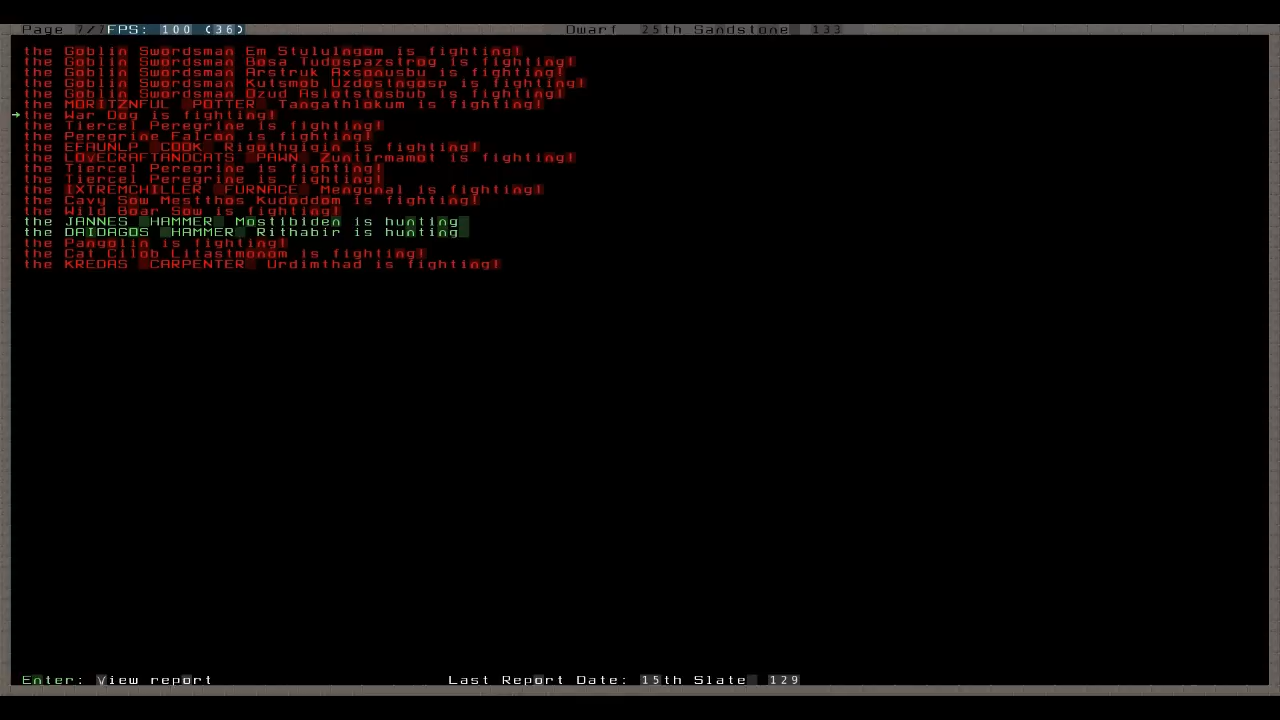 Page 7/7 FPS: 100 (36) Dwarf 25th Sandstone 133
the Goblin Swordsman Em Stululngom is fighting!
the Goblin Swordsman Bosa Tudospazstrog is fighting!
the Goblin Swordsman Arstruk Axsonusbu is fighting!
the Goblin Swordsman Kutsmob Uzdostngosp is fighting!
the Goblin Swordsman Ozud Aslotstosbub is fighting!
the MORITZNFUL POTTER Tangathlokum is fighting!
the War Dog is fighting!
the Tiercel Peregrine is fighting!
Peregrine Falcon is fighting!
the EFAUNLP COOK Rigothgigin is fighting!
the LOvECRAFTANDCATS PAWN Zuntirmamot is fighting!
the Tiercel Peregrine is fighting!
the Tiercel Peregrine is fighting!
the IXTREMCHILLER FURNACE Mengunal is fighting!
the Cavy Sow Mestthos Kudoddom is fighting!
the Wild Boar Sow is fighting!
the JANNES HAMMER Mostibiden is hunting
the DAIDAGOS HAMMER Rithabir is hunting
the Pangolin is fighting!
the Cat Cilob Litastmonom is fighting!
the KREDAS CARPENTER Urdimthad is fighting!
Enter: View report Last Report Date: 15th Slate 129